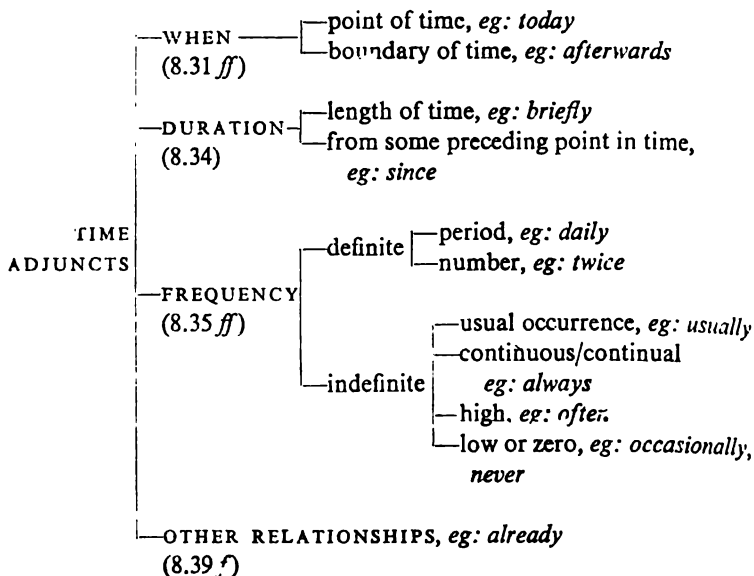 point of time, eg: today
WHEN
boundary of time, eg: afterwards
(8.31 ff)
length of time, eg: briefly
DURATION
from some preceding point in time,
(8.34)
eg: since
TIME
ADJUNCTS
definite
period, eg: daily
number, eg: twice
FREQUENCY
(8.35 ff)
usual occurrence, eg: usually
continuous/continual
indefinite
eg: always
high, eg: often
low or zero, eg: occasionally,
never
OTHER RELATIONSHIPS, eg: already
(8.39 f)